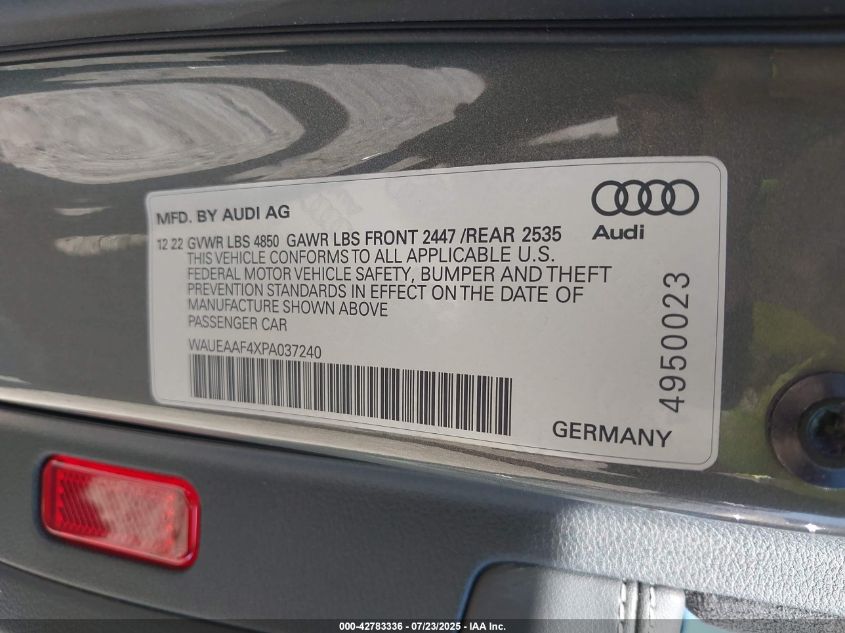 MFD. BY AUDI AG
Audi
12 22 GVWR LBS 4850 GAWR LBS FRONT 2447 /REAR 2535
THIS VEHICLE CONFORMS TO ALL APPLICABLE U.S.
FEDERAL MOTOR VEHICLE SAFETY, BUMPER AND THEFT
PREVENTION STANDARDS IN EFFECT ON THE DATE OF
MANUFACTURE SHOWN ABOVE
PASSENGER CAR
WAUEAAF4XPA037240
GERMANY
4950023
000-42783336 - 07/23/2025 - IAA Inc.